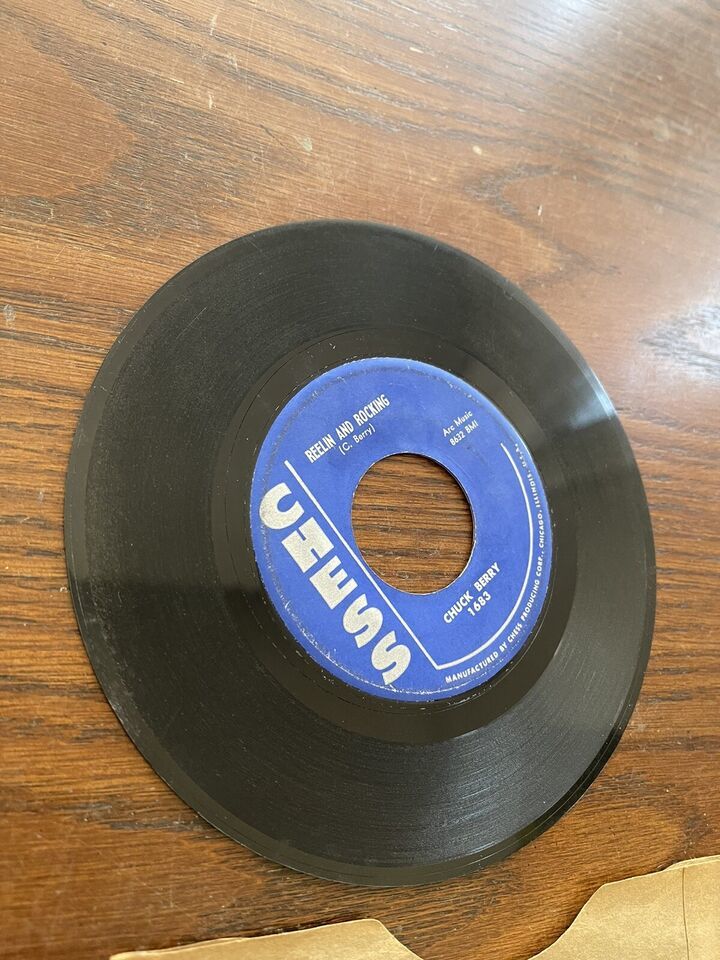 REELIN AND ROCKING
(C. Berry)
Arc Music
8632 BMI
CHESS
CHUCK BERRY
1683
MANUFACTURED BY CHESS PRODUCING CORP., CHICAGO, ILLINOIS,